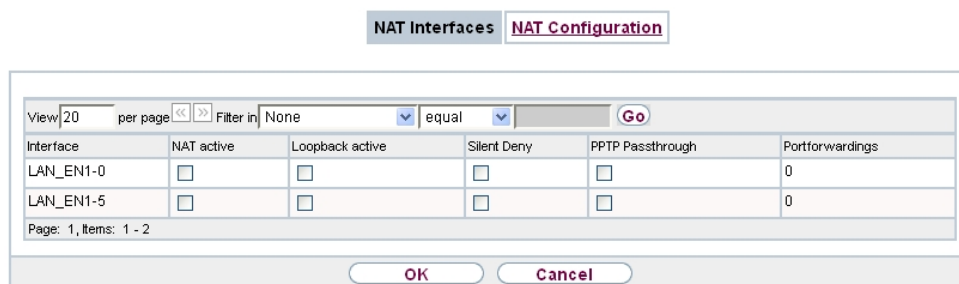 NAT Interfaces NAT Configuration
View 20 per page << >> Filter in None equal Go
Interface NAT active Loopback active Silent Deny PPTP Passthrough Portforwardings
LAN_EN1-0 0
LAN_EN1-5 0
Page: 1, Items: 1 - 2
OK Cancel